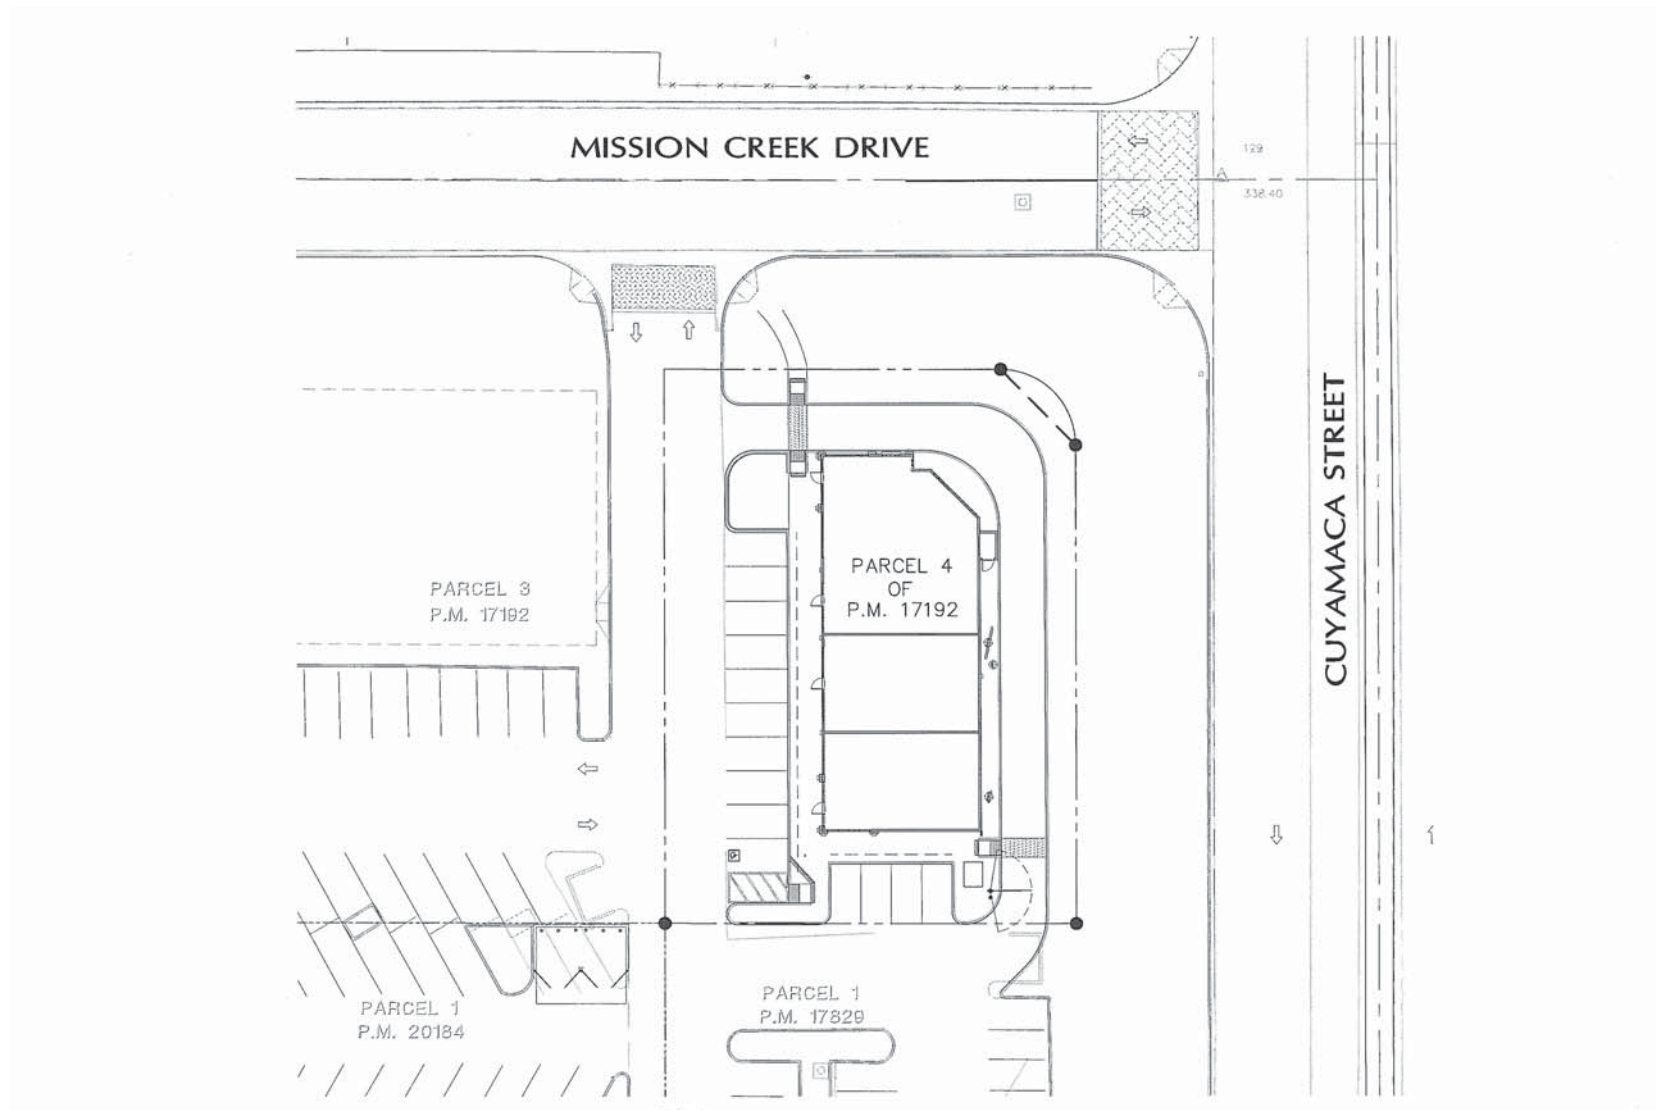 MISSION CREEK DRIVE
129
338.40
CUYAMACA STREET
PARCEL 4
OF
P.M. 17192
PARCEL 3
P.M. 17192
PARCEL 1
P.M. 20184
PARCEL 1
P.M. 17829